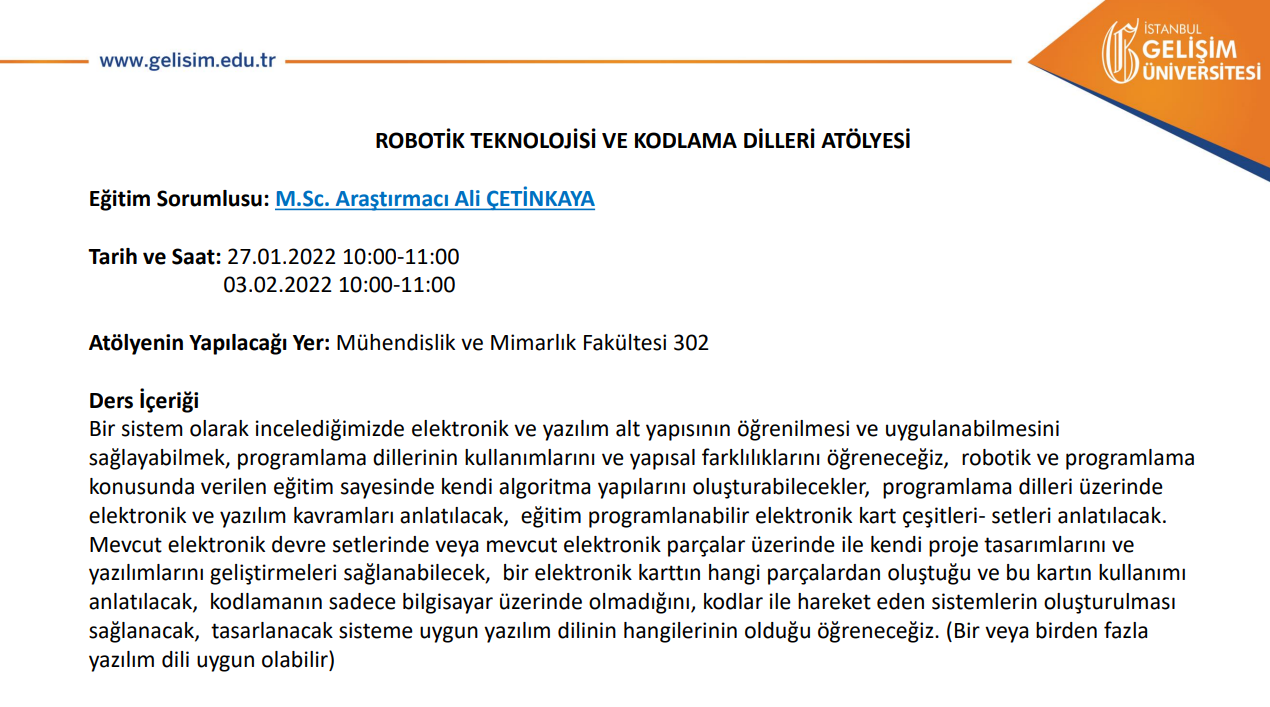 www.gelisim.edu.tr
İSTANBUL
GELİŞİM
ÜNİVERSİTESİ
ROBOTİK TEKNOLOJİSİ VE KODLAMA DİLLERİ ATÖLYESİ
Eğitim Sorumlusu: M.Sc. Araştırmacı Ali ÇETİNKAYA
Tarih ve Saat: 27.01.2022 10:00-11:00
03.02.2022 10:00-11:00
Atölyenin Yapılacağı Yer: Mühendislik ve Mimarlık Fakültesi 302
Ders İçeriği
Bir sistem olarak incelediğimizde elektronik ve yazılım alt yapısının öğrenilmesi ve uygulanabilmesini
sağlayabilmek, programlama dillerinin kullanımlarını ve yapısal farklılıklarını öğreneceğiz,  robotik ve programlama
konusunda verilen eğitim sayesinde kendi algoritma yapılarını oluşturabilecekler,  programlama dilleri üzerinde
elektronik ve yazılım kavramları anlatılacak,  eğitim programlanabilir elektronik kart çeşitleri- setleri anlatılacak.
Mevcut elektronik devre setlerinde veya mevcut elektronik parçalar üzerinde ile kendi proje tasarımlarını ve
yazılımlarını geliştirmeleri sağlanabilecek,  bir elektronik karttın hangi parçalardan oluştuğu ve bu kartın kullanımı
anlatılacak,  kodlamanın sadece bilgisayar üzerinde olmadığını, kodlar ile hareket eden sistemlerin oluşturulması
sağlanacak,  tasarlanacak sisteme uygun yazılım dilinin hangilerinin olduğu öğreneceğiz. (Bir veya birden fazla
yazılım dili uygun olabilir)